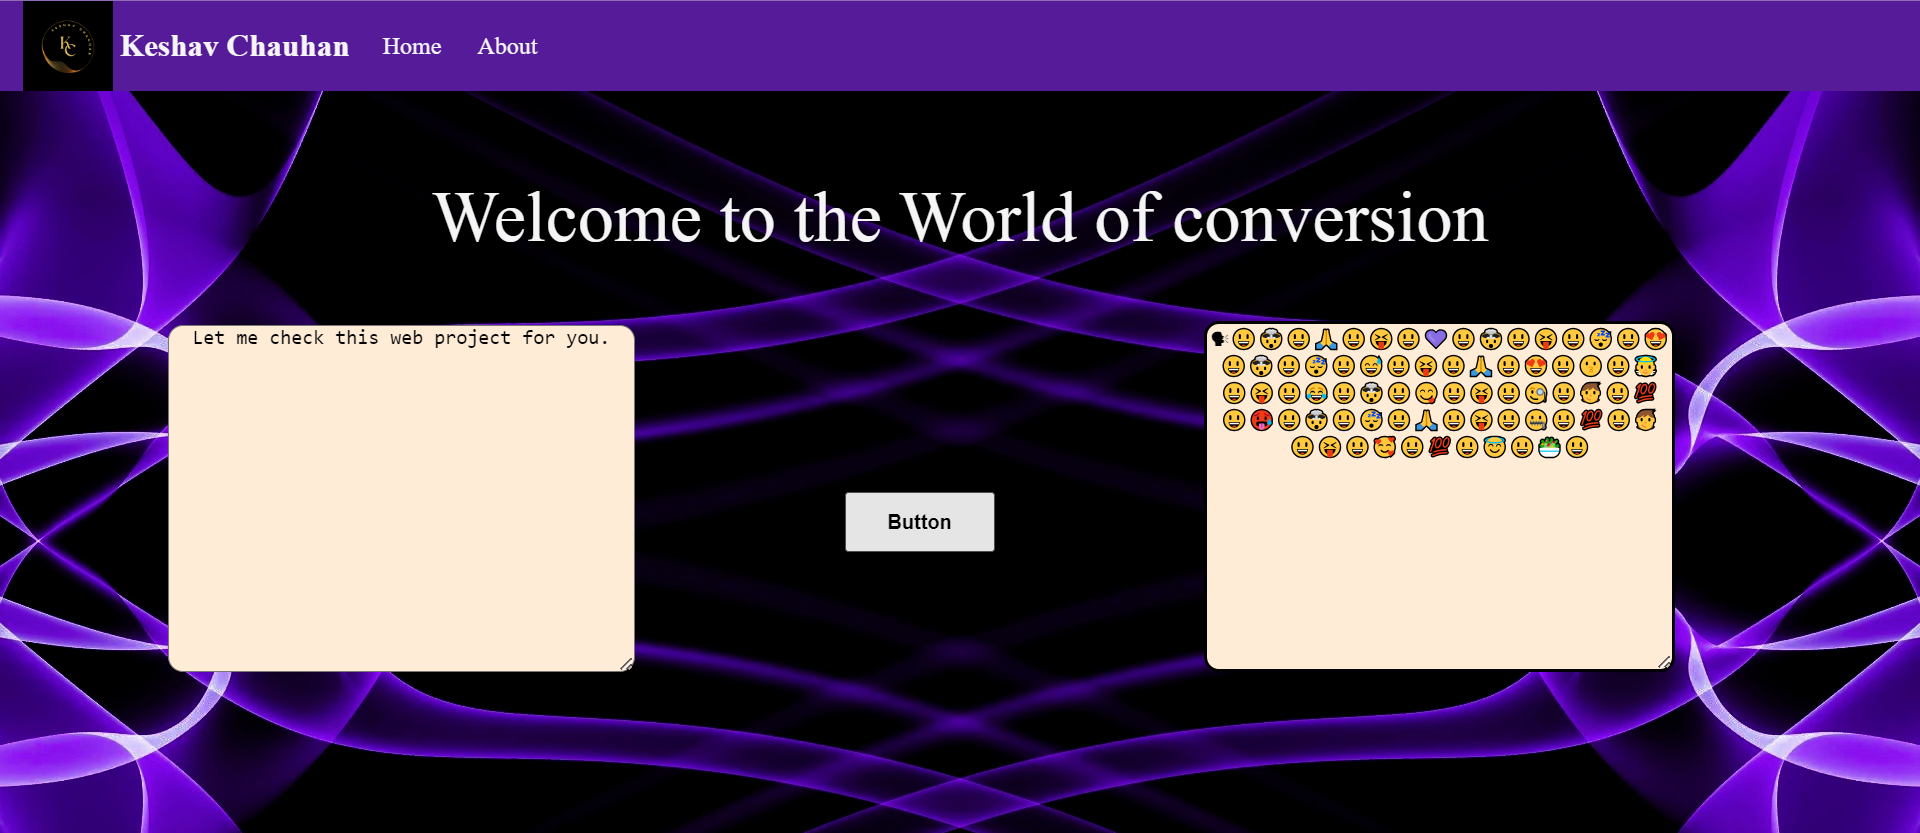 KC
Keshav Chauhan Home About
Welcome to the World of conversion
Let me check this web project for you.
🗣😃🤯😃🙏😃😝😃💜😃🤯😃😝😃😴😃😍
😃🤯😃😴😃😅😃😝😃🙏😃😍😃😗😃👼
😃😝😃😂😃🤯😃😋😃😝😃🧐😃🧒😃💯
😃🥵😃🤯😃😴😃🙏😃😝😃🤐😃💯😃🧒
😃😝😃🥰😃💯😃😇😃🥗😃
Button